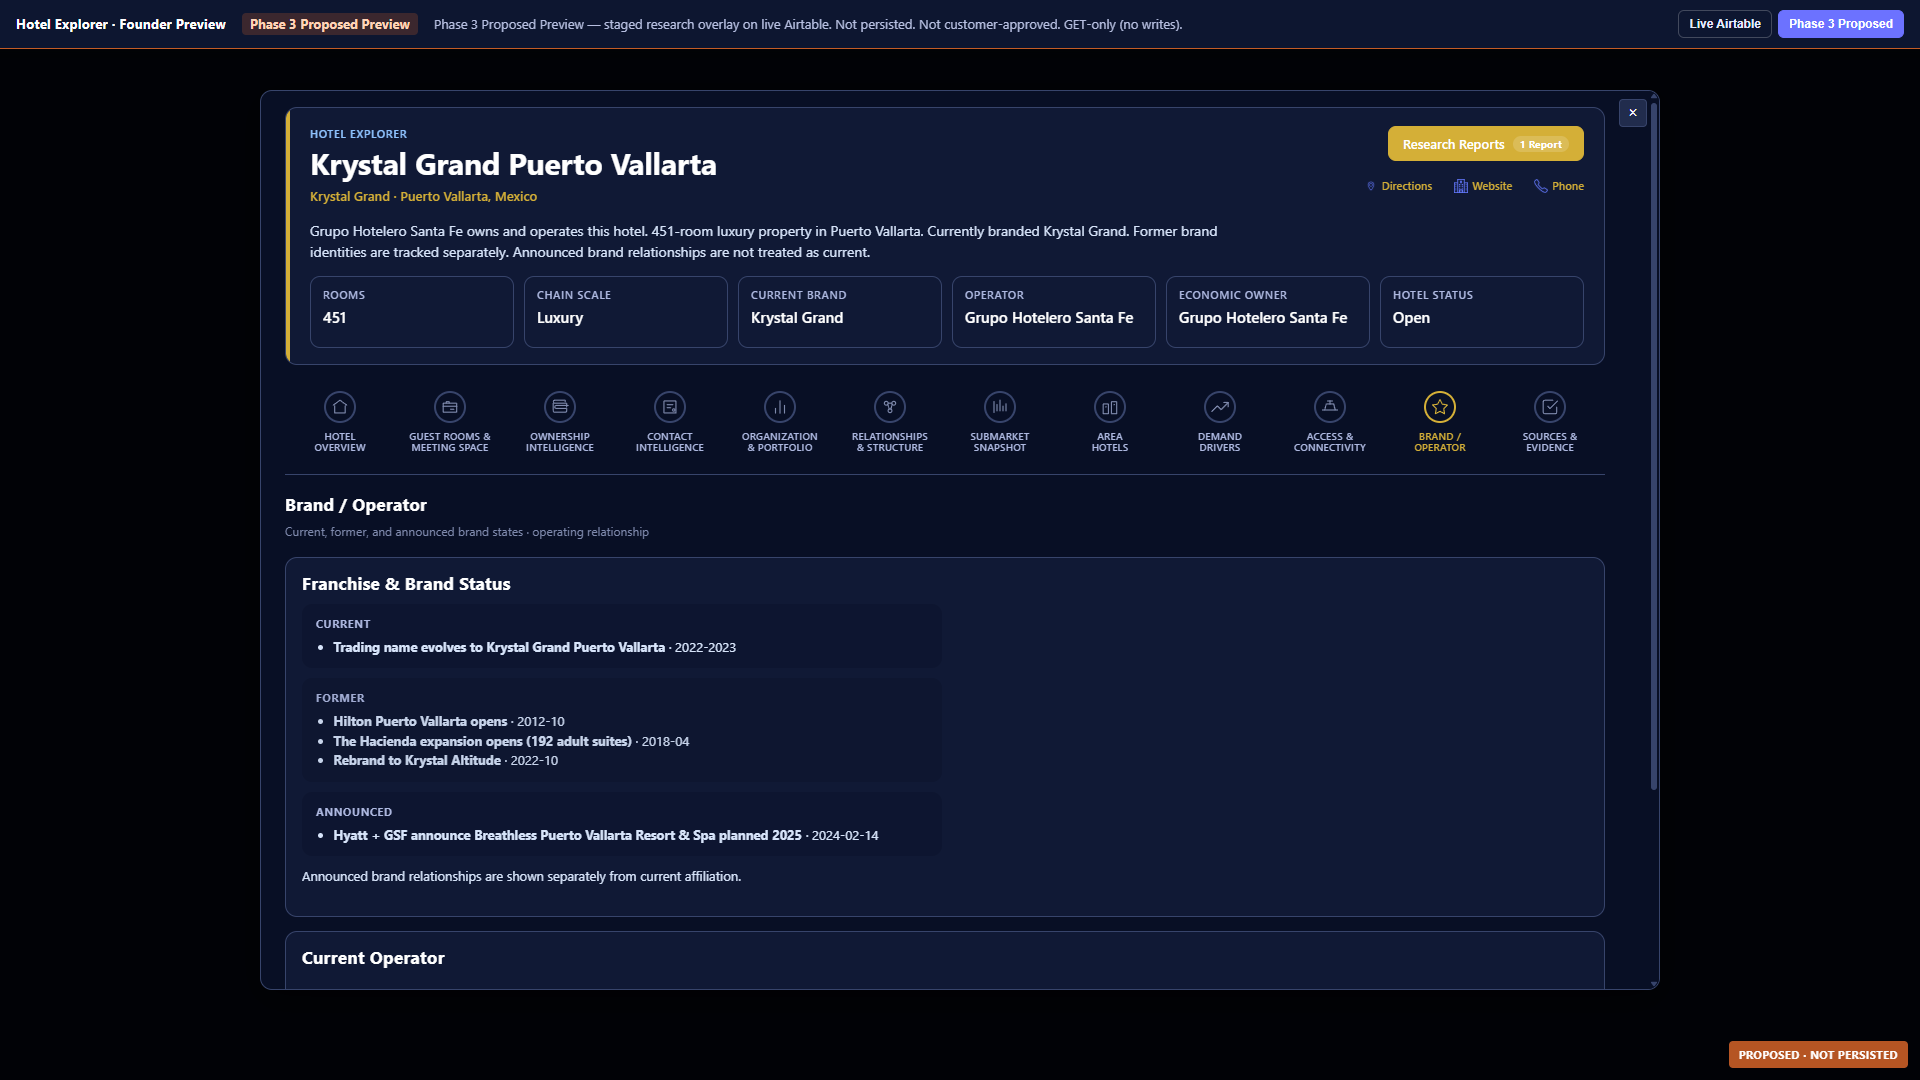 Hotel Explorer · Founder Preview
Phase 3 Proposed Preview
Phase 3 Proposed Preview — staged research overlay on live Airtable. Not persisted. Not customer-approved. GET-only (no writes).
Live Airtable
Phase 3 Proposed
×
HOTEL EXPLORER
Krystal Grand Puerto Vallarta
Krystal Grand · Puerto Vallarta, Mexico
Research Reports 1 Report
Directions
Website
Phone
Grupo Hotelero Santa Fe owns and operates this hotel. 451-room luxury property in Puerto Vallarta. Currently branded Krystal Grand. Former brand
identities are tracked separately. Announced brand relationships are not treated as current.
ROOMS
451
CHAIN SCALE
Luxury
CURRENT BRAND
Krystal Grand
OPERATOR
Grupo Hotelero Santa Fe
ECONOMIC OWNER
Grupo Hotelero Santa Fe
HOTEL STATUS
Open
HOTEL
OVERVIEW
GUEST ROOMS &
MEETING SPACE
OWNERSHIP
INTELLIGENCE
CONTACT
INTELLIGENCE
ORGANIZATION
& PORTFOLIO
RELATIONSHIPS
& STRUCTURE
SUBMARKET
SNAPSHOT
AREA
HOTELS
DEMAND
DRIVERS
ACCESS &
CONNECTIVITY
BRAND /
OPERATOR
SOURCES &
EVIDENCE
Brand / Operator
Current, former, and announced brand states · operating relationship
Franchise & Brand Status
CURRENT
• Trading name evolves to Krystal Grand Puerto Vallarta · 2022-2023
FORMER
• Hilton Puerto Vallarta opens · 2012-10
• The Hacienda expansion opens (192 adult suites) · 2018-04
• Rebrand to Krystal Altitude · 2022-10
ANNOUNCED
• Hyatt + GSF announce Breathless Puerto Vallarta Resort & Spa planned 2025 · 2024-02-14
Announced brand relationships are shown separately from current affiliation.
Current Operator
PROPOSED · NOT PERSISTED